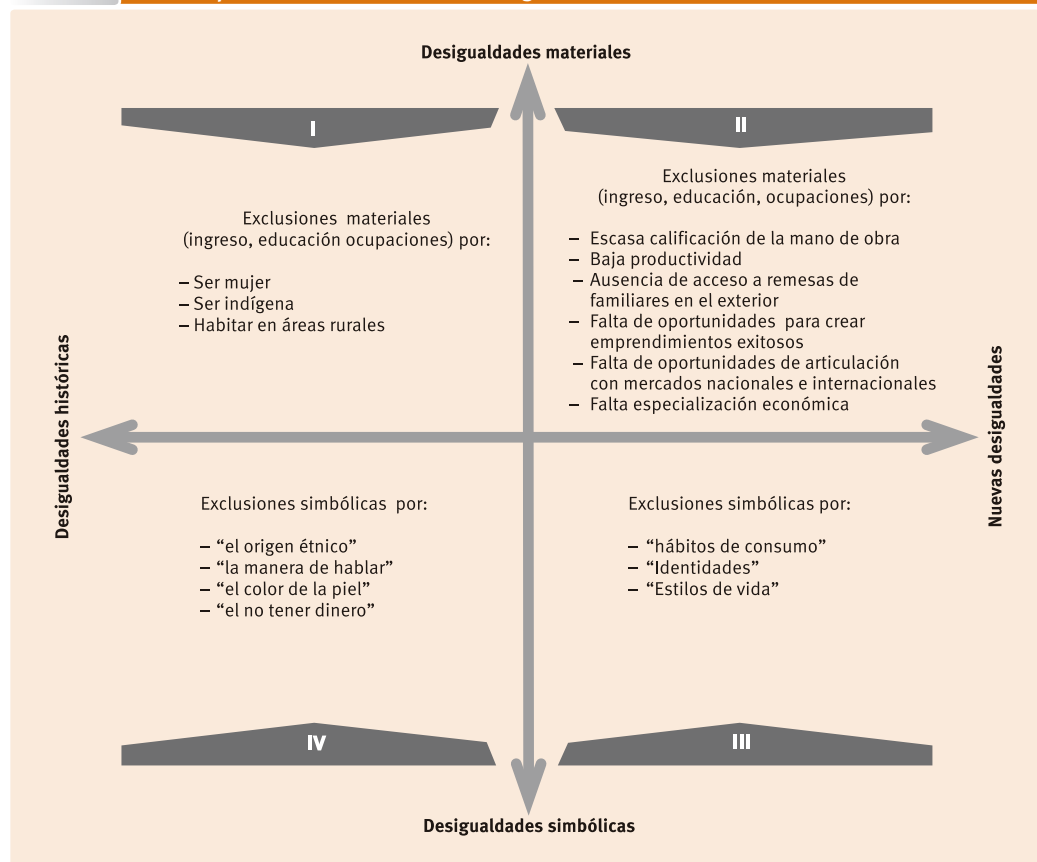 Desigualdades materiales
I
II
Exclusiones materiales
(ingreso, educación ocupaciones) por:
– Ser mujer
– Ser indígena
– Habitar en áreas rurales
Exclusiones materiales
(ingreso, educación, ocupaciones) por:
– Escasa calificación de la mano de obra
– Baja productividad
– Ausencia de acceso a remesas de
familiares en el exterior
– Falta de oportunidades para crear
emprendimientos exitosos
– Falta de oportunidades de articulación
con mercados nacionales e internacionales
– Falta especialización económica
Desigualdades históricas
Nuevas desigualdades
Exclusiones simbólicas por:
– “el origen étnico”
– “la manera de hablar”
– “el color de la piel”
– “el no tener dinero”
Exclusiones simbólicas por:
– “hábitos de consumo”
– “Identidades”
– “Estilos de vida”
IV
III
Desigualdades simbólicas